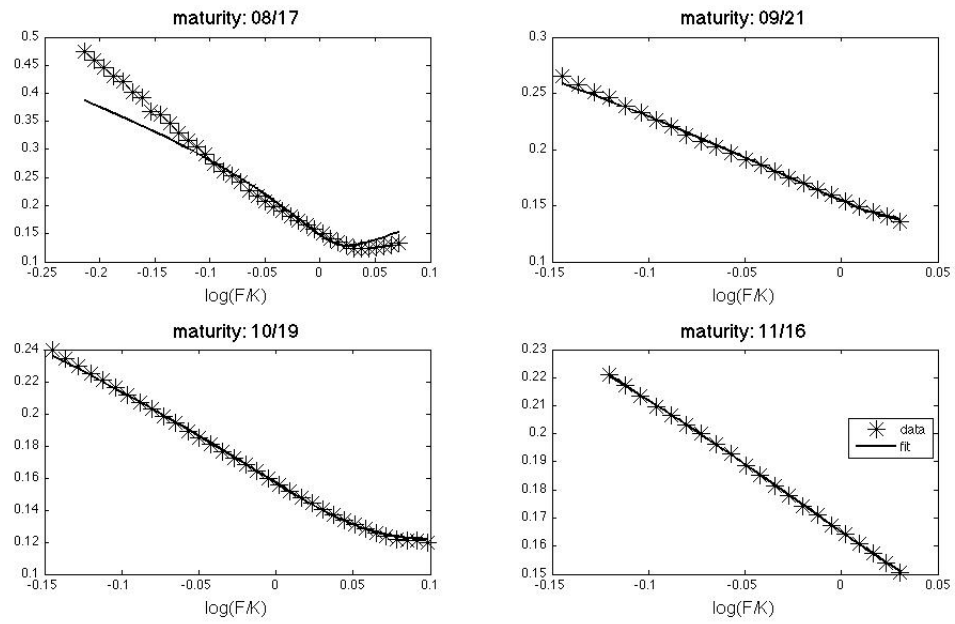 maturity: 08/17
0.5
0.45
0.4
0.35
0.3
0.25
0.2
0.15
0.1
-0.25 -0.2 -0.15 -0.1 -0.05 0 0.05 0.1
log(F/K)
maturity: 09/21
0.3
0.25
0.2
0.15
0.1
-0.15 -0.1 -0.05 0 0.05
log(F/K)
maturity: 10/19
0.24
0.22
0.2
0.18
0.16
0.14
0.12
0.1
-0.15 -0.1 -0.05 0 0.05 0.1
log(F/K)
maturity: 11/16
0.23
0.22
0.21
0.2
0.19
0.18
0.17
0.16
0.15
-0.15 -0.1 -0.05 0 0.05
log(F/K)
data
fit